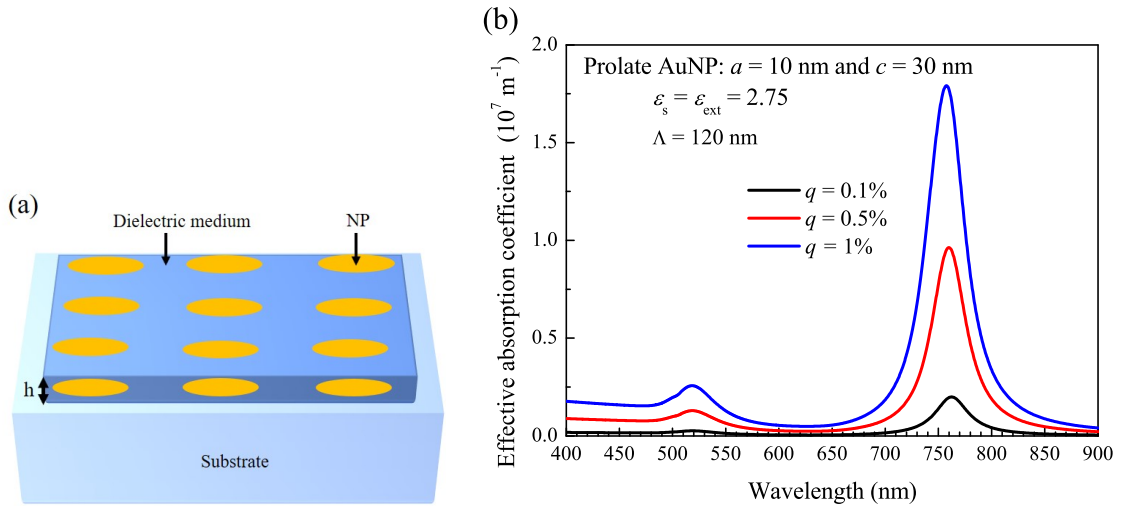 (a)
Dielectric medium
NP
h
Substrate
(b)
Effective absorption coefficient (10⁷ m⁻¹)
2.0
1.5
1.0
0.5
0.0
Prolate AuNP: a = 10 nm and c = 30 nm
εs = εext = 2.75
Λ = 120 nm
q = 0.1%
q = 0.5%
q = 1%
400 450 500 550 600 650 700 750 800 850 900
Wavelength (nm)